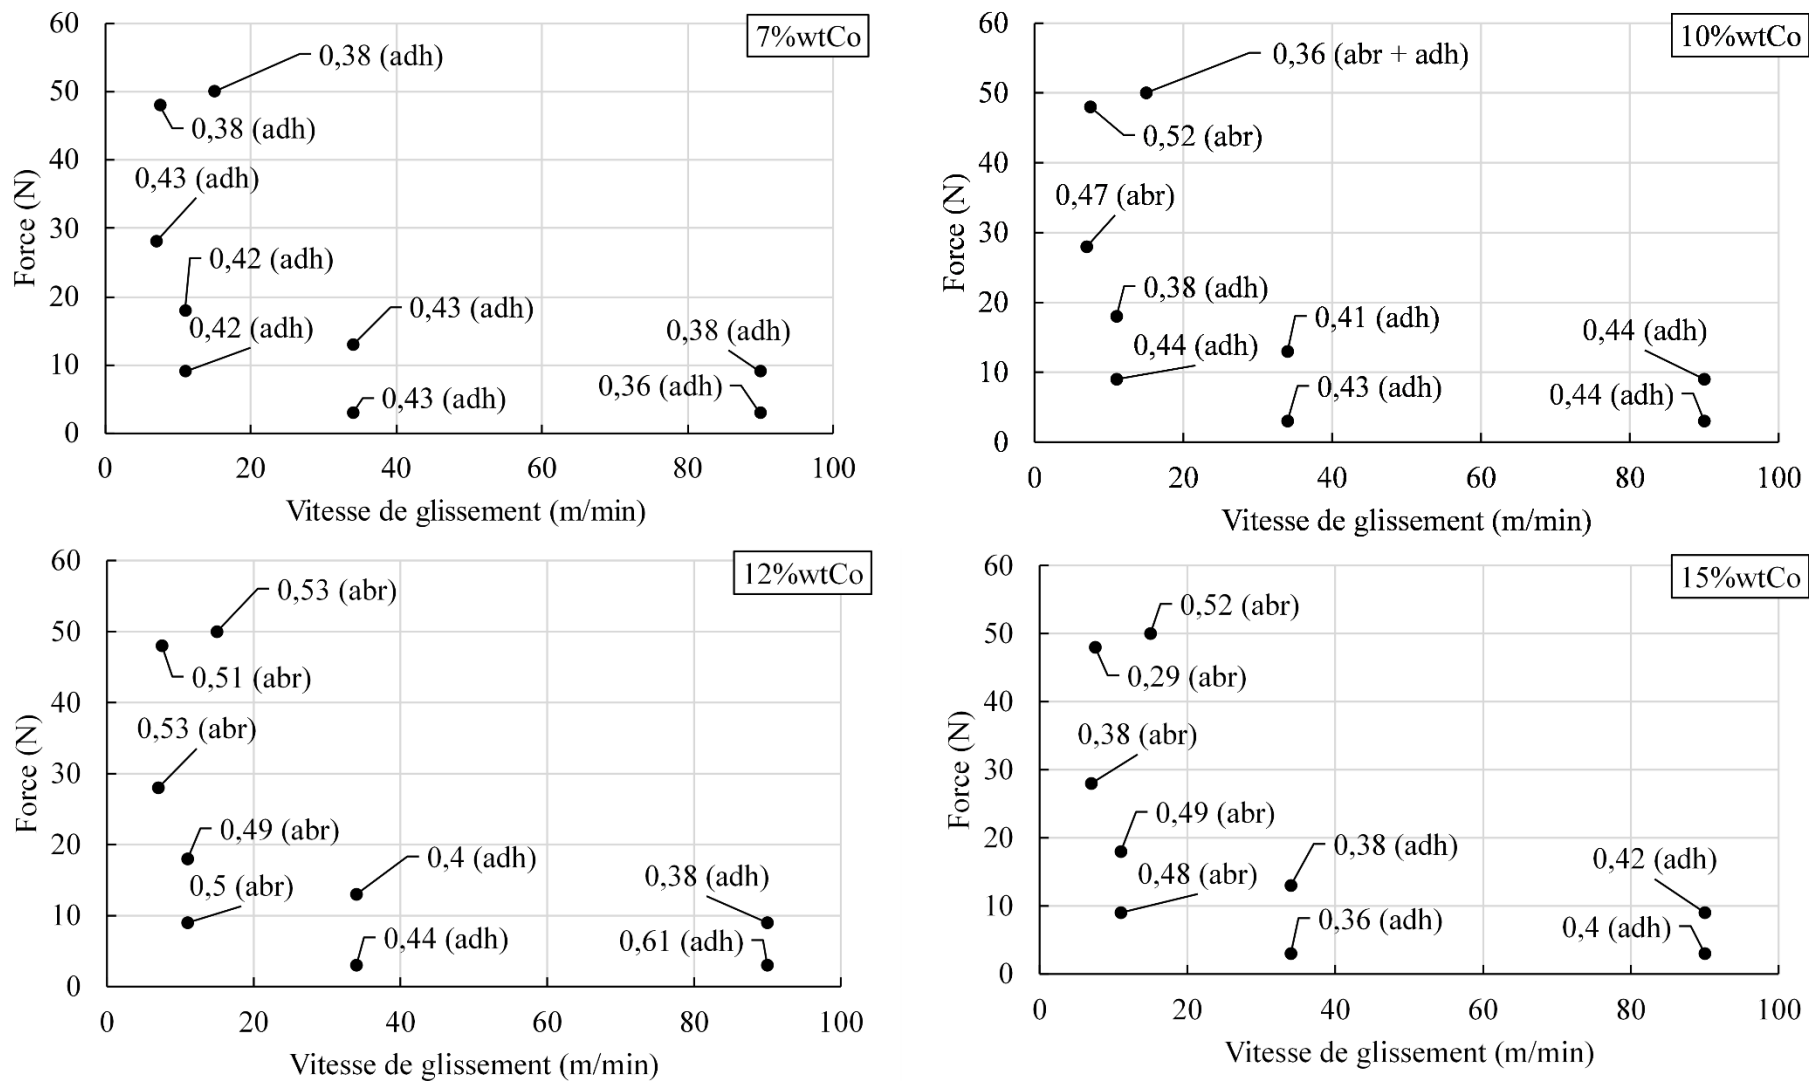 60
7%wtCo
0,38 (adh)
50
0,38 (adh)
40
0,43 (adh)
30
0,42 (adh)
20
0,43 (adh)
0,42 (adh)
0,38 (adh)
10
0,36 (adh)
0,43 (adh)
0
Force (N)
0 20 40 60 80 100
Vitesse de glissement (m/min)
60
10%wtCo
0,36 (abr + adh)
50
0,52 (abr)
40
0,47 (abr)
30
0,38 (adh)
20
0,41 (adh)
0,44 (adh)
0,44 (adh)
10
0,43 (adh)
0,44 (adh)
0
Force (N)
0 20 40 60 80 100
Vitesse de glissement (m/min)
60
12%wtCo
0,53 (abr)
50
0,51 (abr)
40
0,53 (abr)
30
0,49 (abr)
20
0,4 (adh)
0,5 (abr)
0,38 (adh)
10
0,44 (adh)
0,61 (adh)
0
Force (N)
0 20 40 60 80 100
Vitesse de glissement (m/min)
60
15%wtCo
0,52 (abr)
50
0,29 (abr)
40
0,38 (abr)
30
0,49 (abr)
20
0,38 (adh)
0,42 (adh)
0,48 (abr)
10
0,36 (adh)
0,4 (adh)
0
Force (N)
0 20 40 60 80 100
Vitesse de glissement (m/min)